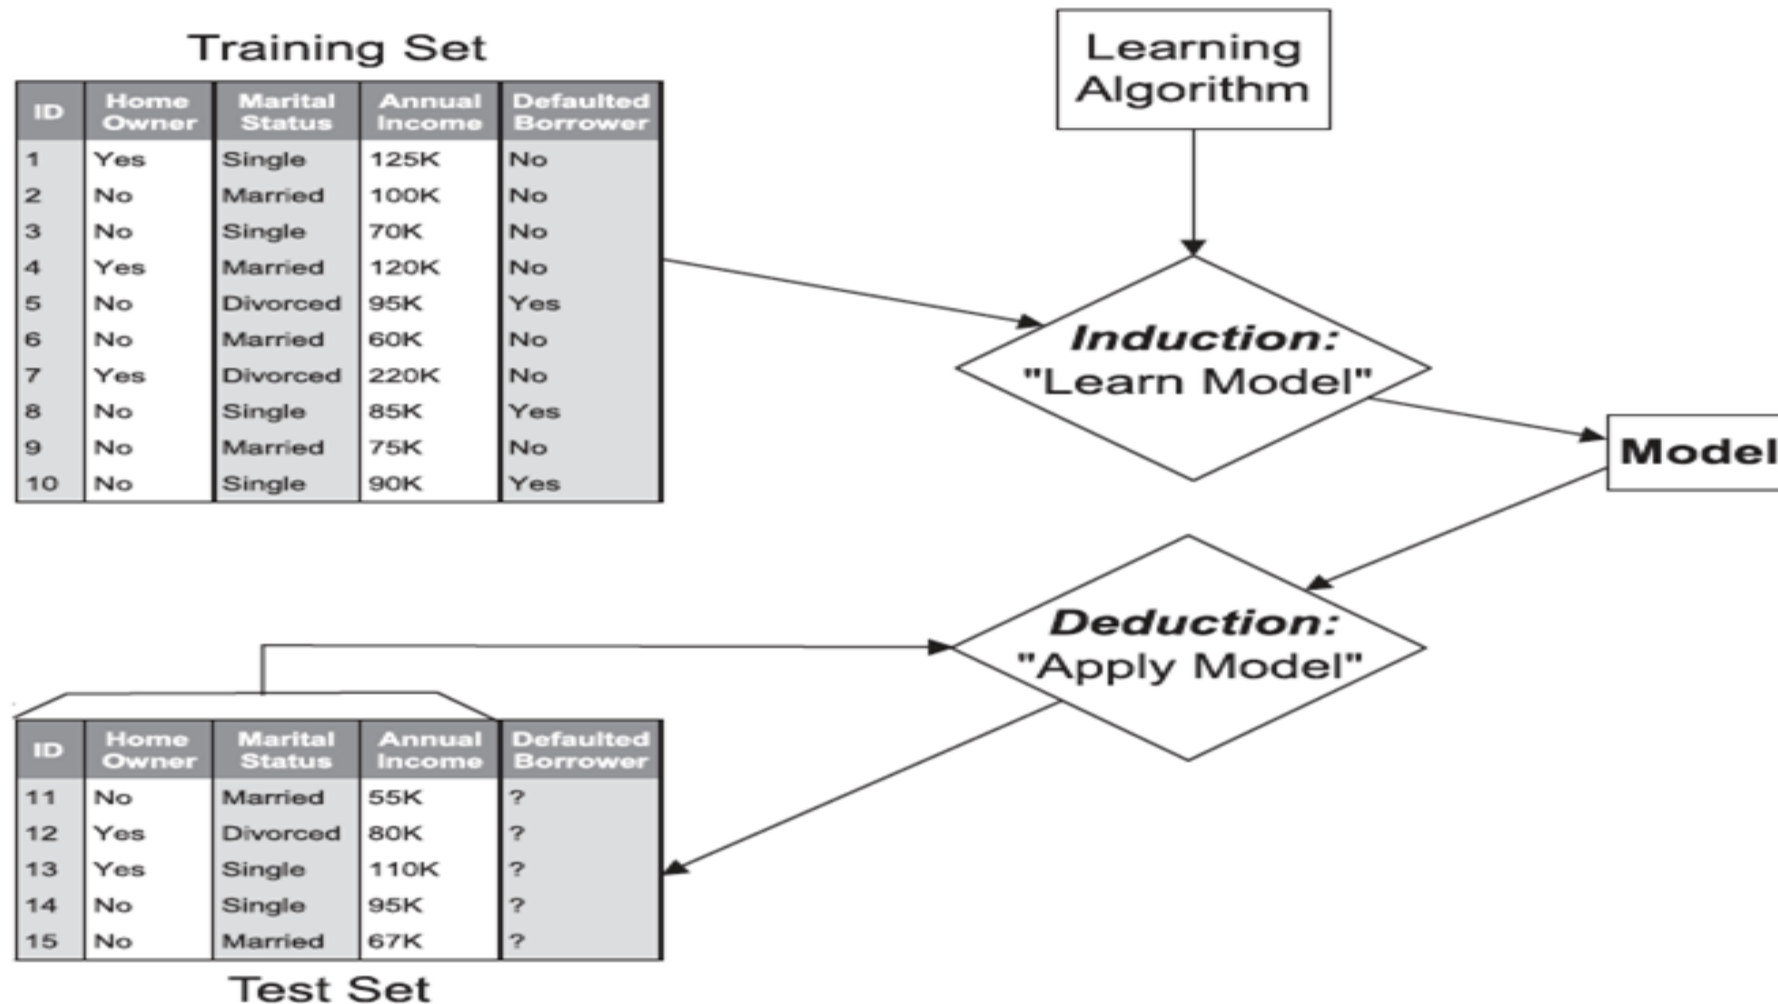 Training Set
ID Home Owner Marital Status Annual Income Defaulted Borrower
1 Yes Single 125K No
2 No Married 100K No
3 No Single 70K No
4 Yes Married 120K No
5 No Divorced 95K Yes
6 No Married 60K No
7 Yes Divorced 220K No
8 No Single 85K Yes
9 No Married 75K No
10 No Single 90K Yes
Learning
Algorithm
Induction:
"Learn Model"
Model
Deduction:
"Apply Model"
ID Home Owner Marital Status Annual Income Defaulted Borrower
11 No Married 55K ?
12 Yes Divorced 80K ?
13 Yes Single 110K ?
14 No Single 95K ?
15 No Married 67K ?
Test Set